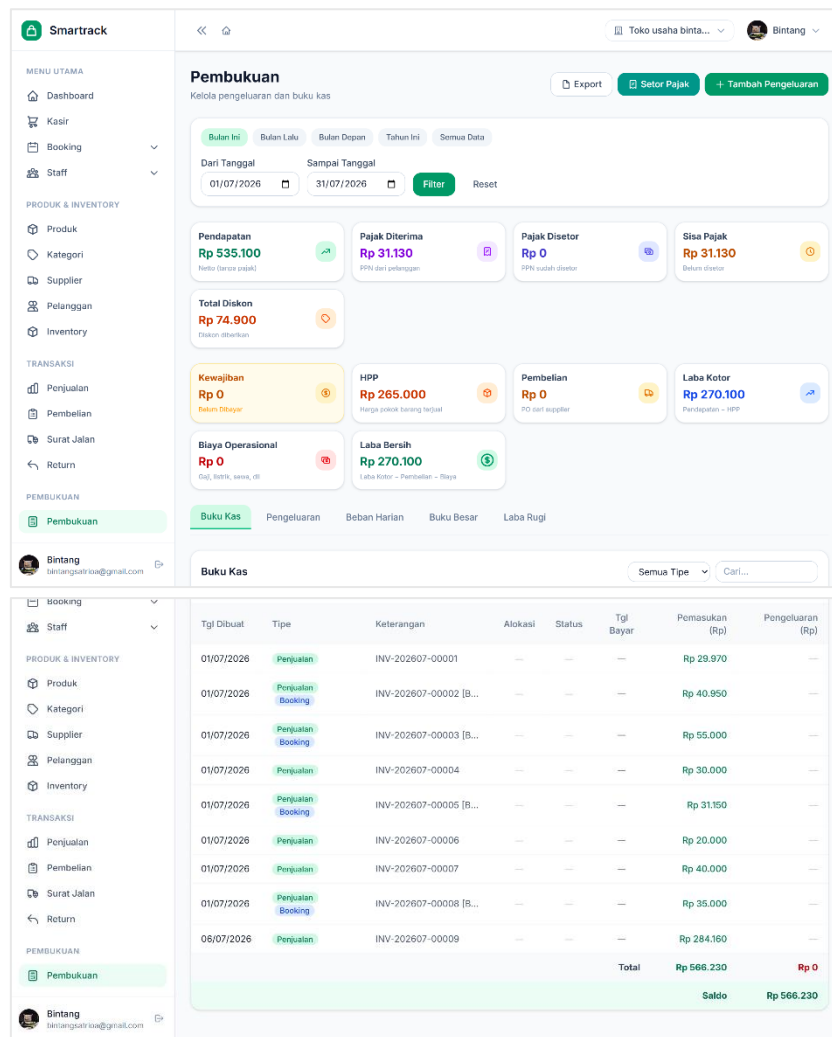 Smartrack
Toko usaha binta...
Bintang
MENU UTAMA
Dashboard
Kasir
Booking
Staff
PRODUK & INVENTORY
Produk
Kategori
Supplier
Pelanggan
Inventory
TRANSAKSI
Penjualan
Pembelian
Surat Jalan
Return
PEMBUKUAN
Pembukuan
Bintang
bintangsatrioa@gmail.com
Pembukuan
Kelola pengeluaran dan buku kas
Export
Setor Pajak
+ Tambah Pengeluaran
Bulan Ini
Bulan Lalu
Bulan Depan
Tahun Ini
Semua Data
Dari Tanggal
Sampai Tanggal
01/07/2026
31/07/2026
Filter
Reset
Pendapatan
Rp 535.100
Netto (tanpa pajak)
Pajak Diterima
Rp 31.130
PPN dari pelanggan
Pajak Disetor
Rp 0
PPN sudah disetor
Sisa Pajak
Rp 31.130
Belum disetor
Total Diskon
Rp 74.900
Diskon diberikan
Kewajiban
Rp 0
Belum Dibayar
HPP
Rp 265.000
Harga pokok barang terjual
Pembelian
Rp 0
PO dari supplier
Laba Kotor
Rp 270.100
Pendapatan - HPP
Biaya Operasional
Rp 0
Gaji, listrik, sewa, dll
Laba Bersih
Rp 270.100
Laba Kotor - Pembelian - Biaya
Buku Kas
Pengeluaran
Beban Harian
Buku Besar
Laba Rugi
Buku Kas
Semua Tipe
Cari...
Booking
Staff
PRODUK & INVENTORY
Produk
Kategori
Supplier
Pelanggan
Inventory
TRANSAKSI
Penjualan
Pembelian
Surat Jalan
Return
PEMBUKUAN
Pembukuan
Bintang
bintangsatrioa@gmail.com
Tgl Dibuat Tipe Keterangan Alokasi Status Tgl Bayar Pemasukan (Rp) Pengeluaran (Rp)
01/07/2026 Penjualan INV-202607-00001 — — — Rp 29.970 —
01/07/2026 Penjualan Booking INV-202607-00002 [B... — — — Rp 40.950 —
01/07/2026 Penjualan Booking INV-202607-00003 [B... — — — Rp 55.000 —
01/07/2026 Penjualan INV-202607-00004 — — — Rp 30.000 —
01/07/2026 Penjualan Booking INV-202607-00005 [B... — — — Rp 31.150 —
01/07/2026 Penjualan INV-202607-00006 — — — Rp 20.000 —
01/07/2026 Penjualan INV-202607-00007 — — — Rp 40.000 —
01/07/2026 Penjualan Booking INV-202607-00008 [B... — — — Rp 35.000 —
06/07/2026 Penjualan INV-202607-00009 — — — Rp 284.160 —
Total Rp 566.230 Rp 0
Saldo Rp 566.230